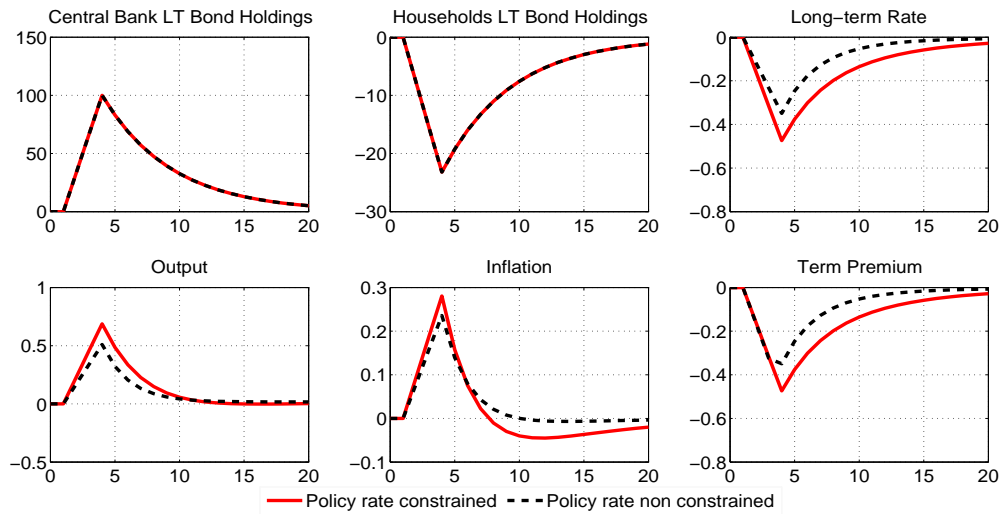 Central Bank LT Bond Holdings
150
100
50
0
0 5 10 15 20
Households LT Bond Holdings
0
−10
−20
−30
0 5 10 15 20
Long−term Rate
0
−0.2
−0.4
−0.6
−0.8
0 5 10 15 20
Output
1
0.5
0
−0.5
0 5 10 15 20
Inflation
0.3
0.2
0.1
0
−0.1
0 5 10 15 20
Term Premium
0
−0.2
−0.4
−0.6
−0.8
0 5 10 15 20
Policy rate constrained Policy rate non constrained